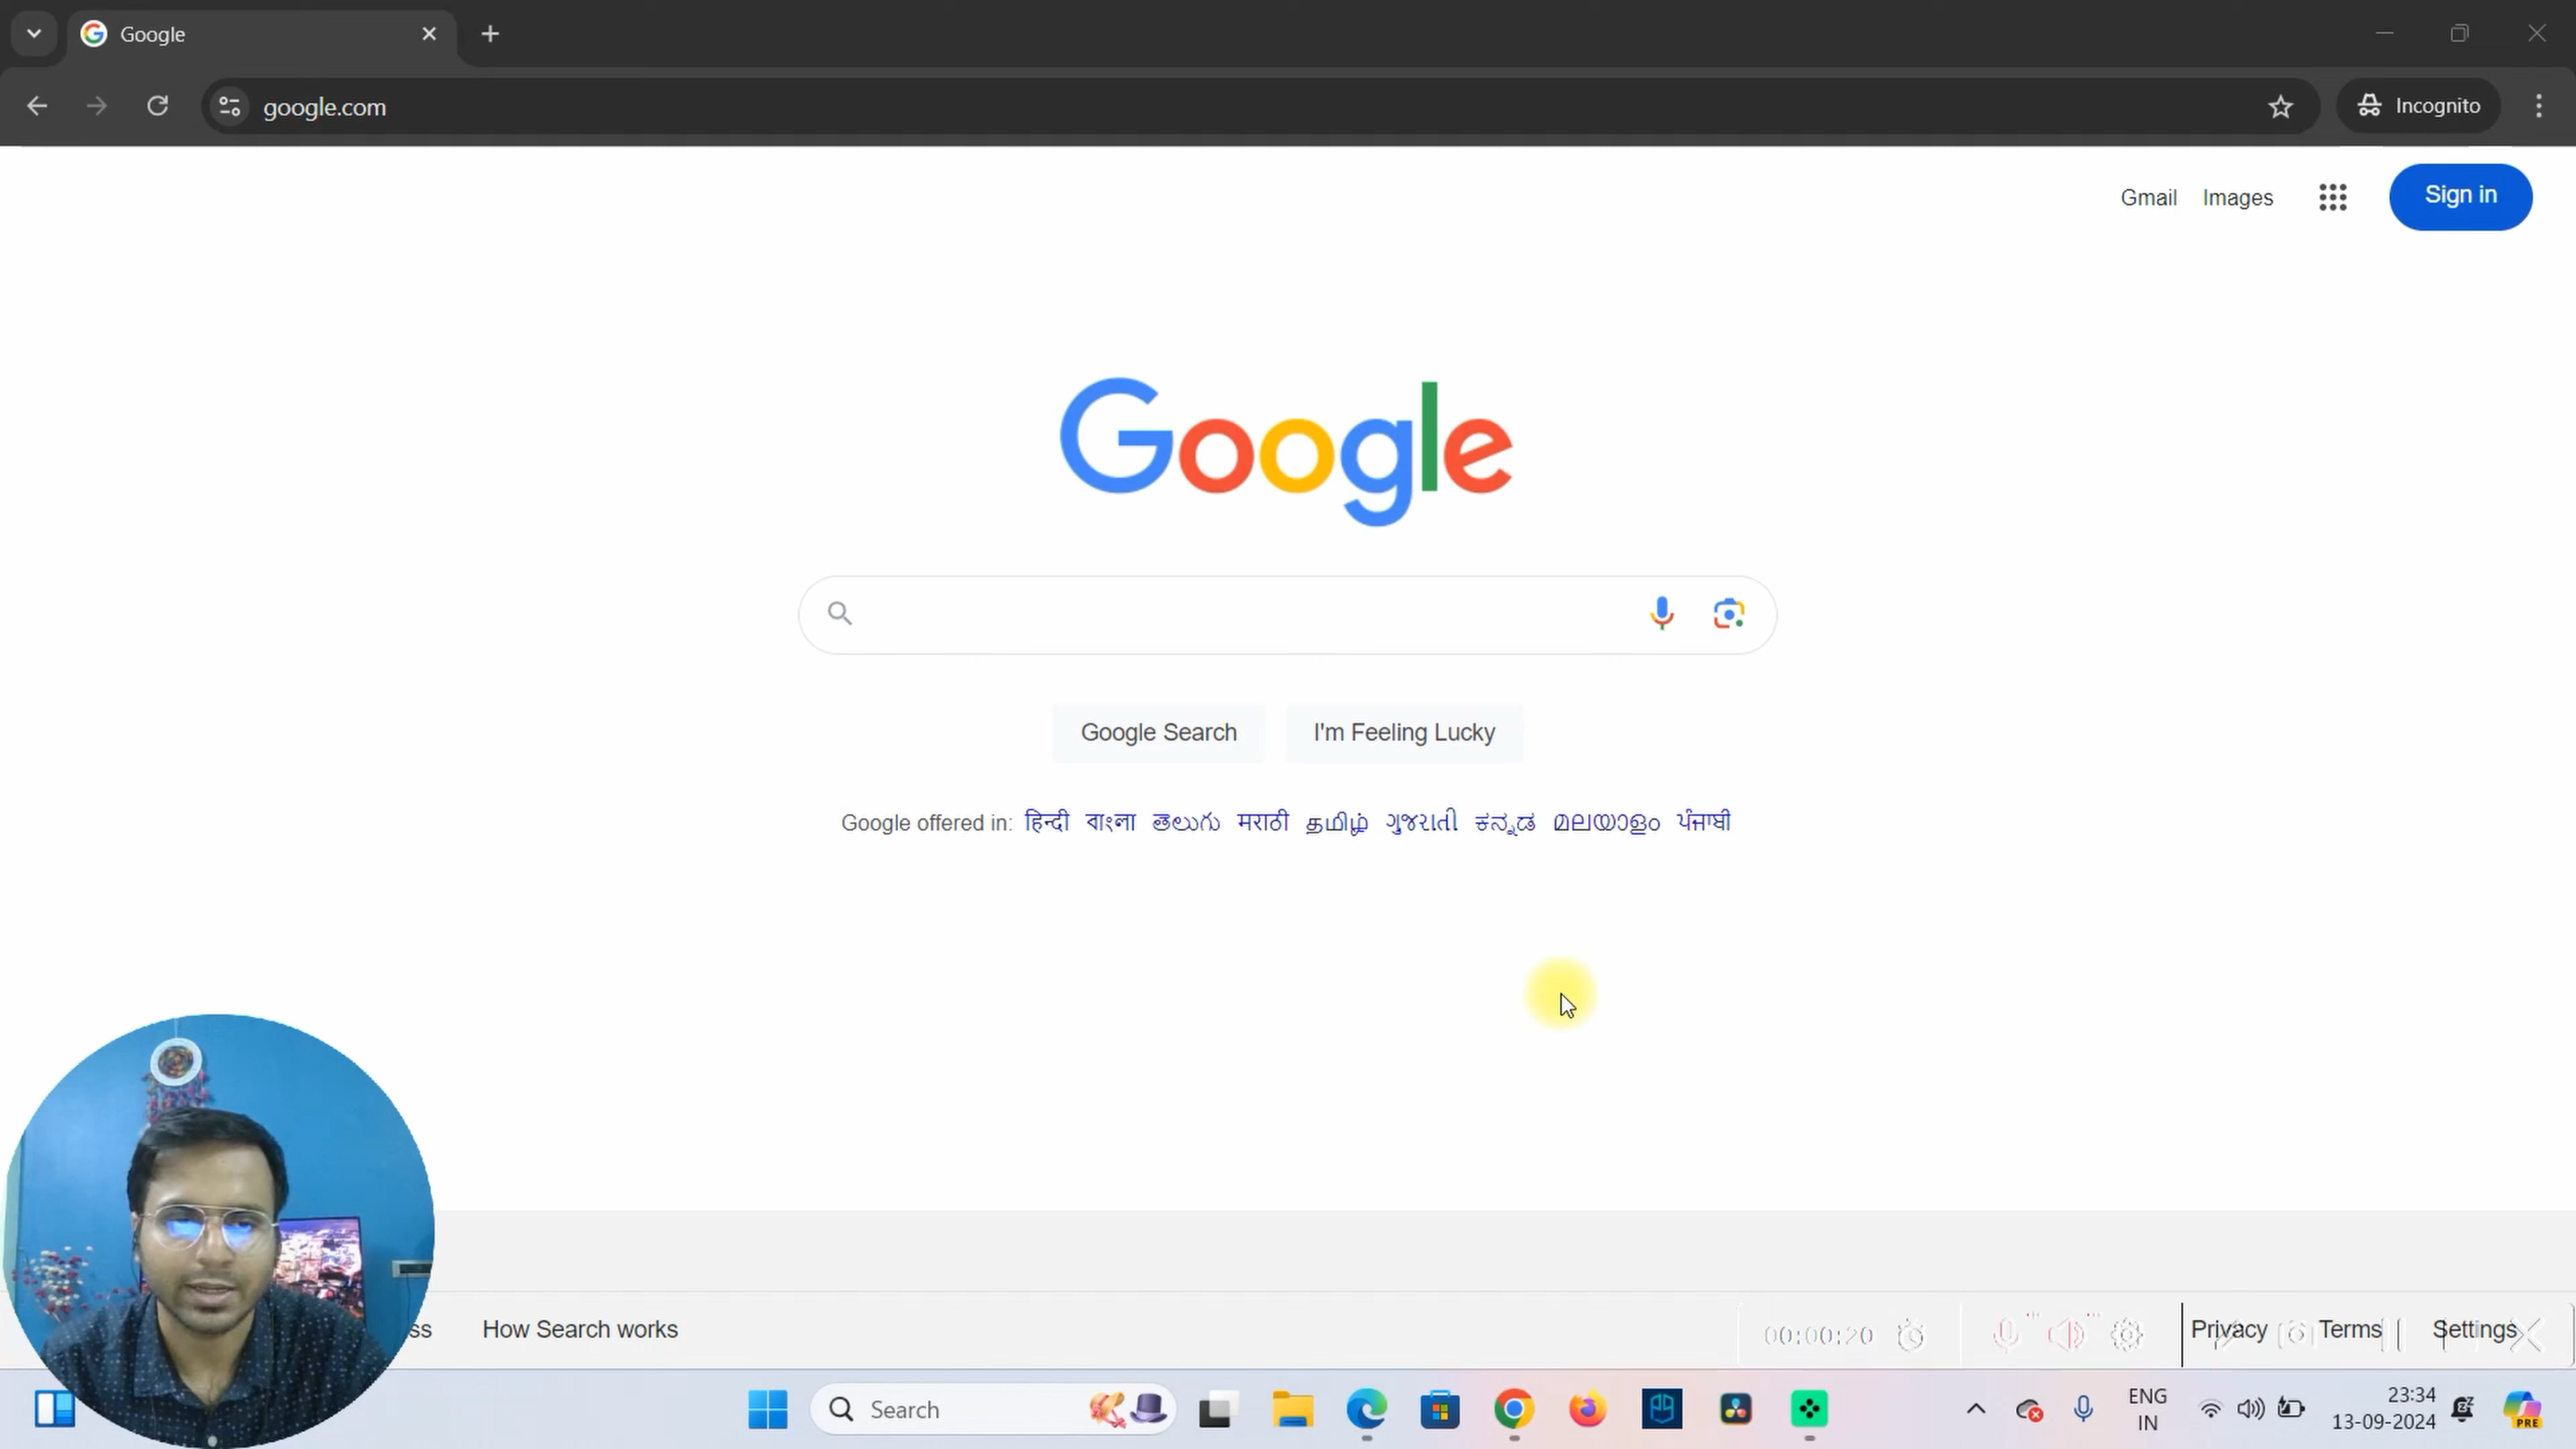 Google
google.com
Incognito
Gmail Images
Sign in
Google
Google Search I'm Feeling Lucky
Google offered in: हिन्दी বাংলা తెలుగు मराठी தமிழ் ગુજરાતી ಕನ್ನಡ മലയാളം ਪੰਜਾਬੀ
ss How Search works 00:00:20 Privacy Terms Settings
Search
ENG
IN
23:34
13-09-2024
PRE